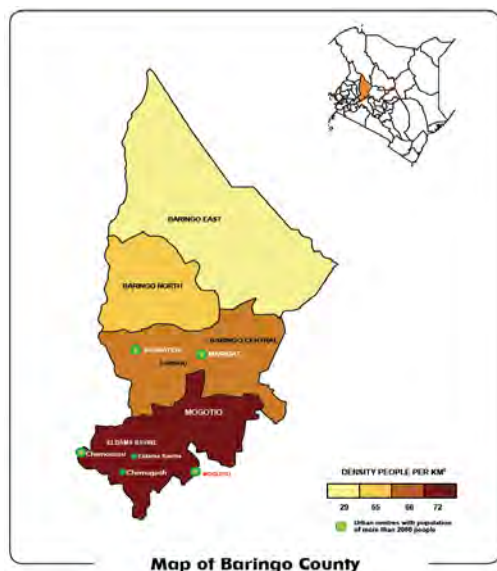 BARINGO EAST
BARINGO NORTH
BARINGO CENTRAL
KABARNET
MARIGAT
MOGOTIO
ELDAMA RAVINE
Chemosusu
Eldama Ravine
MOGOTIO
DENSITY PEOPLE PER KM²
29 55 66 72
Urban centres with population
of more than 2000 people
Map of Baringo County